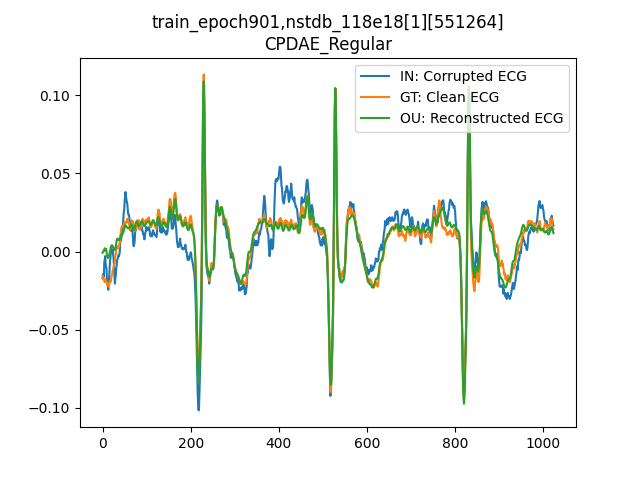 train_epoch901,nstdb_118e18[1][551264]
CPDAE_Regular
IN: Corrupted ECG
GT: Clean ECG
OU: Reconstructed ECG
0.10
0.05
0.00
−0.05
−0.10
0 200 400 600 800 1000